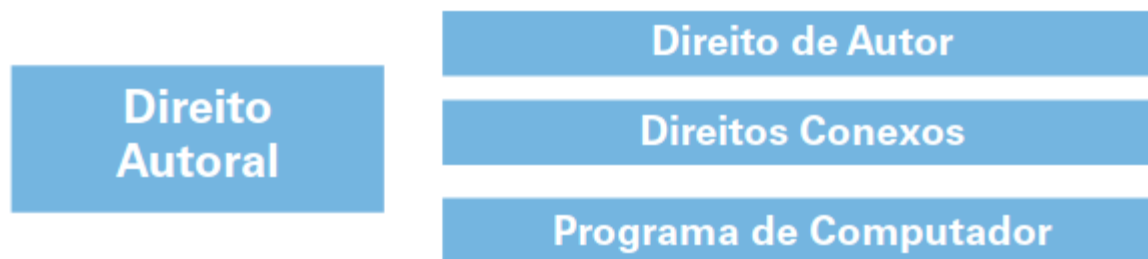 Direito
Autoral
Direito de Autor
Direitos Conexos
Programa de Computador